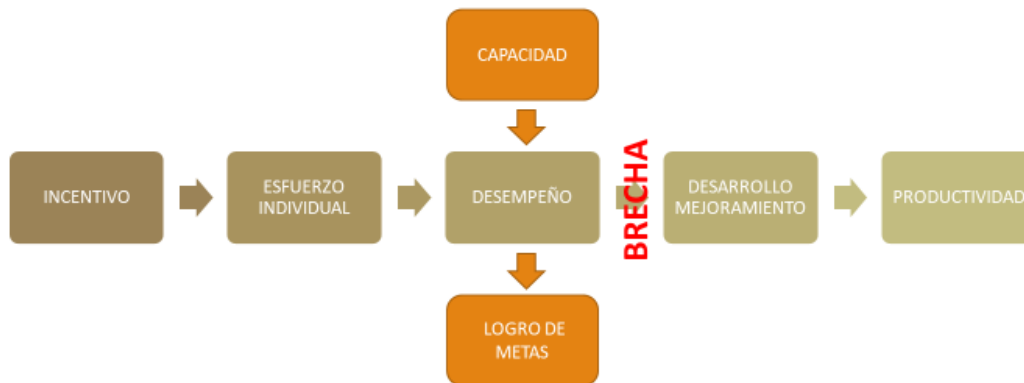 CAPACIDAD
INCENTIVO
ESFUERZO
INDIVIDUAL
DESEMPEÑO
BRECHA
DESARROLLO
MEJORAMIENTO
PRODUCTIVIDAD
LOGRO DE
METAS